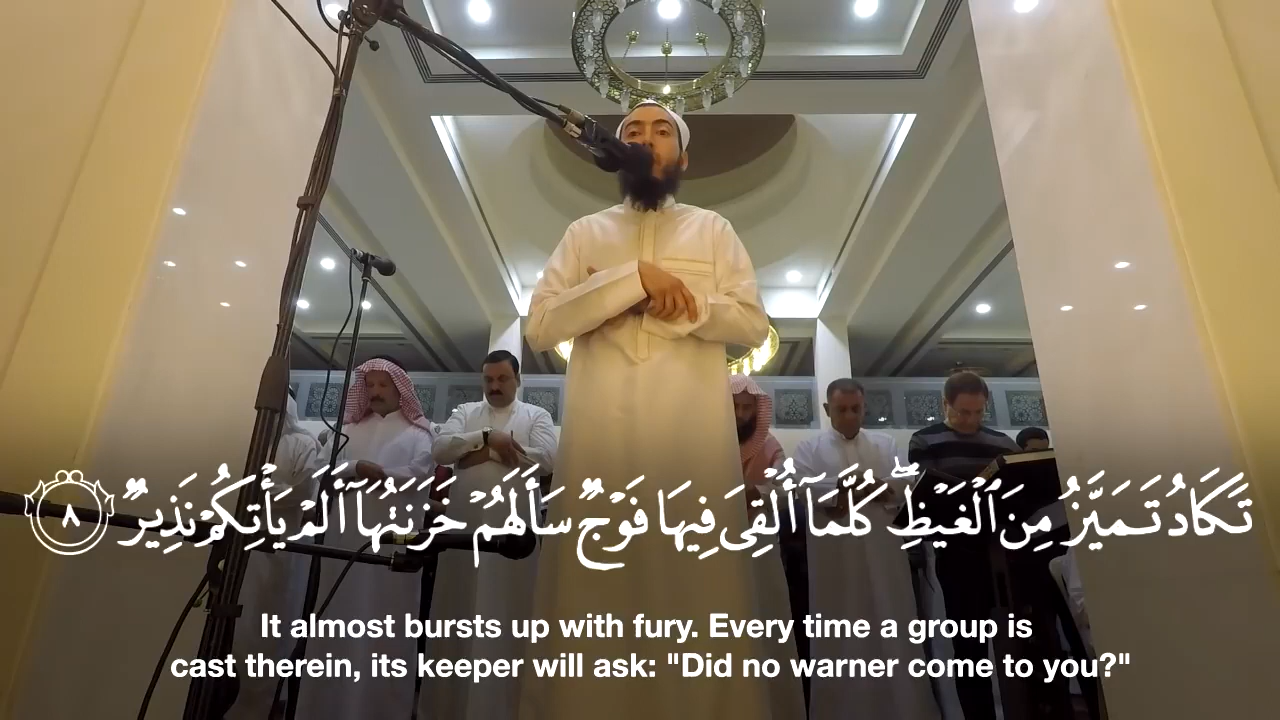 تَكَادُ تَمَيَّزُ مِنَ ٱلْغَيْظِ ۖ كُلَّمَآ أُلْقِىَ فِيهَا فَوْجٌ سَأَلَهُمْ خَزَنَتُهَآ أَلَمْ يَأْتِكُمْ نَذِيرٌ ٨
It almost bursts up with fury. Every time a group is
cast therein, its keeper will ask: "Did no warner come to you?"